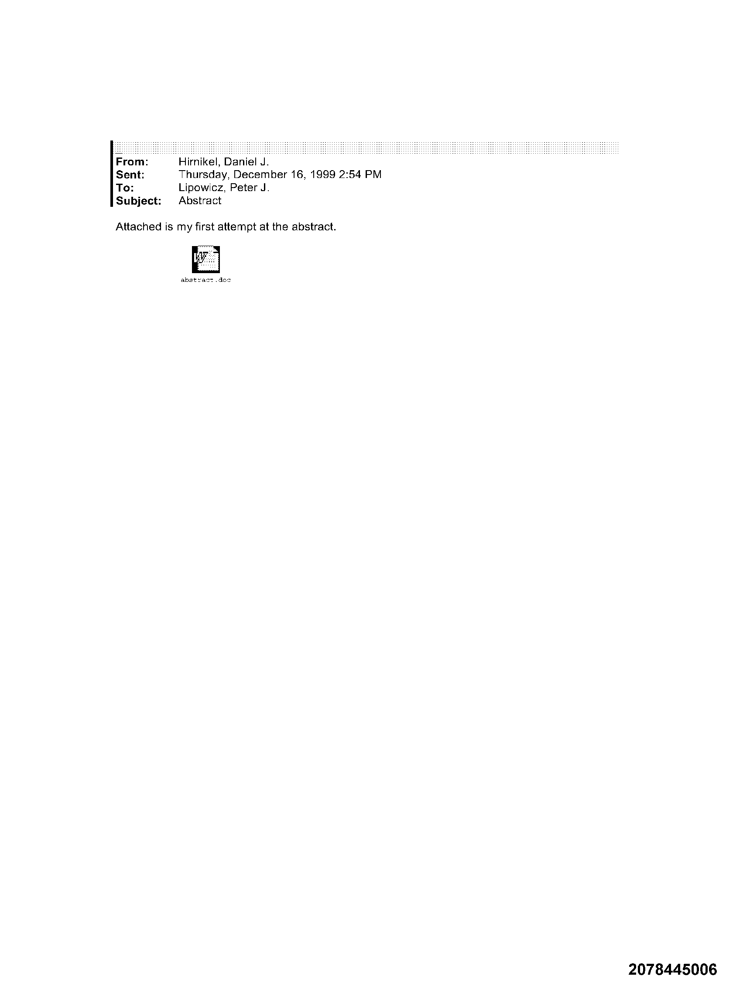 From: Hirnikel, Daniel J.
Sent: Thursday, December 16, 1999 2:54 PM
To: Lipowicz, Peter J.
Subject: Abstract
Attached is my first attempt at the abstract.
W
abstract.doc
2078445006